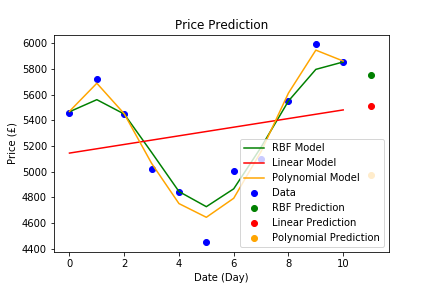 Price Prediction
Price (£)
6000
5800
5600
5400
5200
5000
4800
4600
4400
0
2
4
6
8
10
Date (Day)
RBF Model
Linear Model
Polynomial Model
Data
RBF Prediction
Linear Prediction
Polynomial Prediction